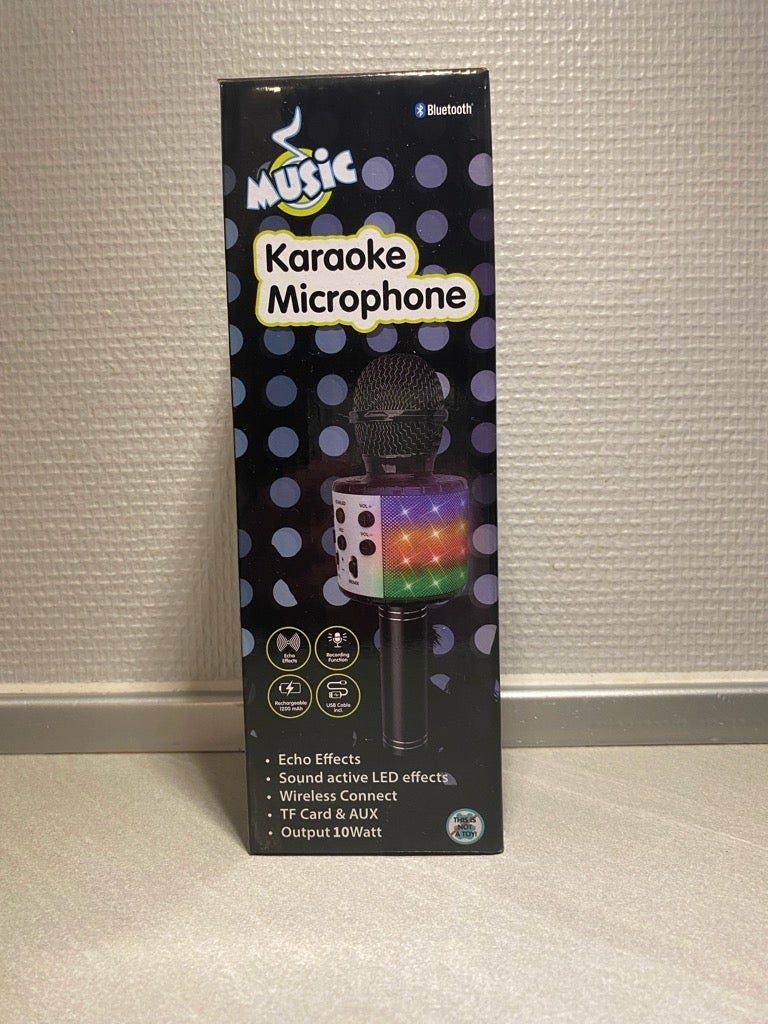 Bluetooth
MUSiC
Karaoke
Microphone
VOL+
VOL-
Echo
Effects
Recording
Function
Rechargeable
1200 mAh
USB Cable
incl.
• Echo Effects
• Sound active LED effects
• Wireless Connect
• TF Card & AUX
• Output 10Watt
THIS IS
NOT
A TOY!